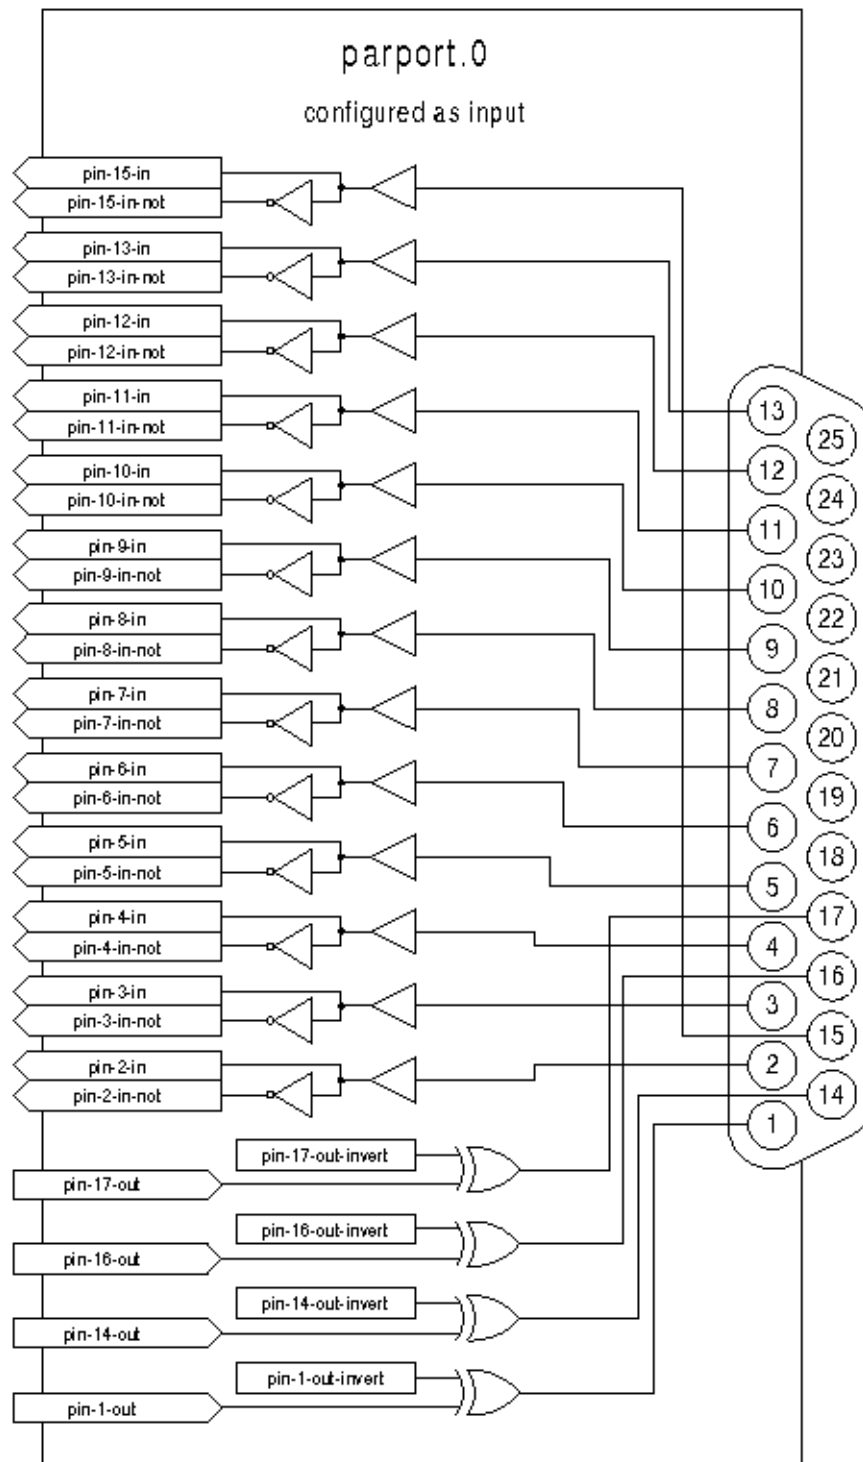 parport.0
configured as input
pin-15-in
pin-15-in-not
pin-13-in
pin-13-in-not
pin-12-in
pin-12-in-not
pin-11-in
pin-11-in-not
pin-10-in
pin-10-in-not
pin-9-in
pin-9-in-not
pin-8-in
pin-8-in-not
pin-7-in
pin-7-in-not
pin-6-in
pin-6-in-not
pin-5-in
pin-5-in-not
pin-4-in
pin-4-in-not
pin-3-in
pin-3-in-not
pin-2-in
pin-2-in-not
pin-17-out-invert
pin-17-out
pin-16-out-invert
pin-16-out
pin-14-out-invert
pin-14-out
pin-1-out-invert
pin-1-out
13
25
12
24
11
23
10
22
9
21
8
20
7
19
6
18
5
17
4
16
3
15
2
14
1